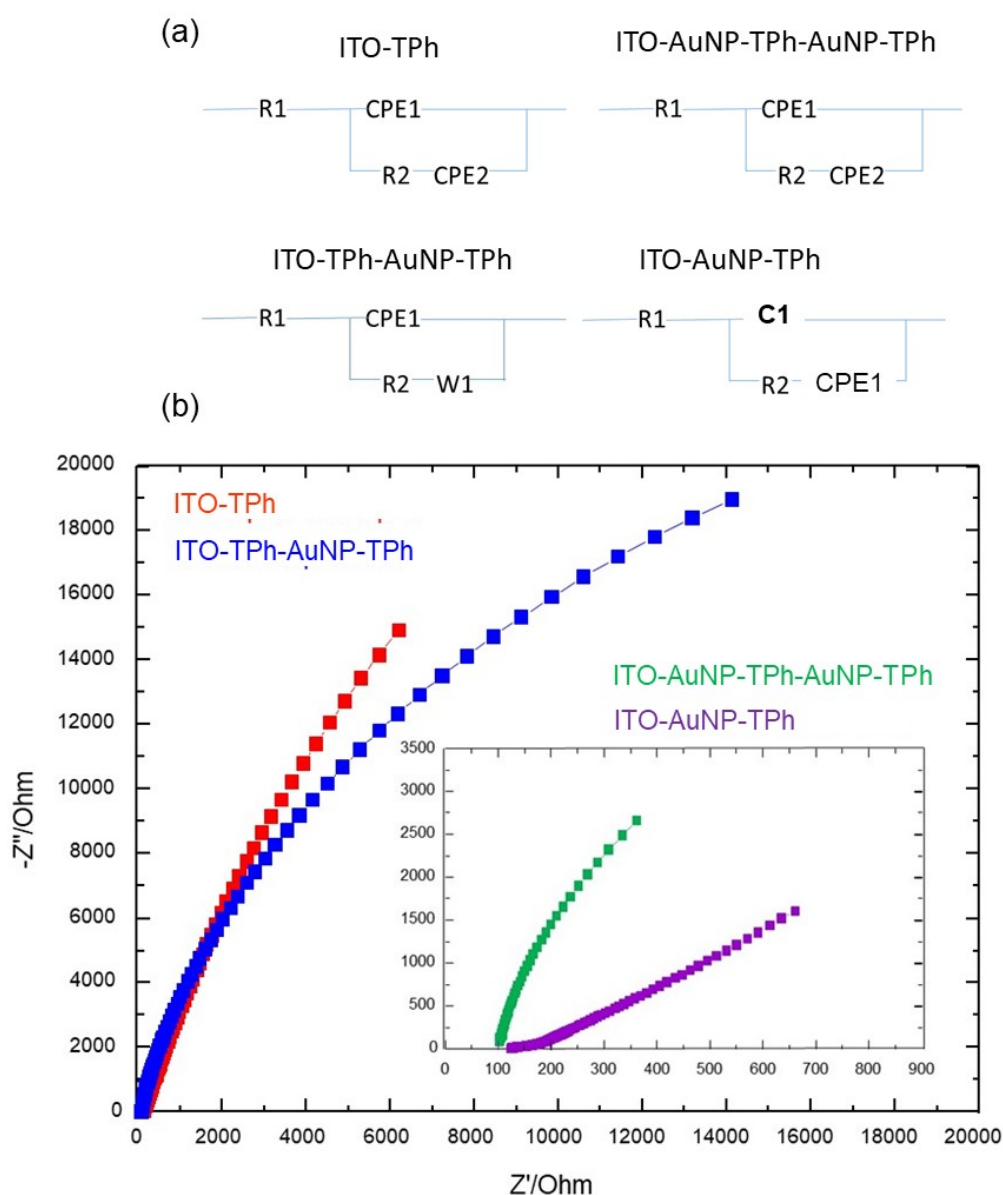 (a)
ITO-TPh
ITO-AuNP-TPh-AuNP-TPh
R1 CPE1
R2 CPE2
R1 CPE1
R2 CPE2
ITO-TPh-AuNP-TPh
ITO-AuNP-TPh
R1 CPE1
R2 W1
R1 C1
R2 CPE1
(b)
20000
18000
16000
14000
12000
10000
8000
6000
4000
2000
0
-Z"/Ohm
ITO-TPh
ITO-TPh-AuNP-TPh
ITO-AuNP-TPh-AuNP-TPh
ITO-AuNP-TPh
3500
3000
2500
2000
1500
1000
500
0
0 100 200 300 400 500 600 700 800 900
0 2000 4000 6000 8000 10000 12000 14000 16000 18000 20000
Z'/Ohm